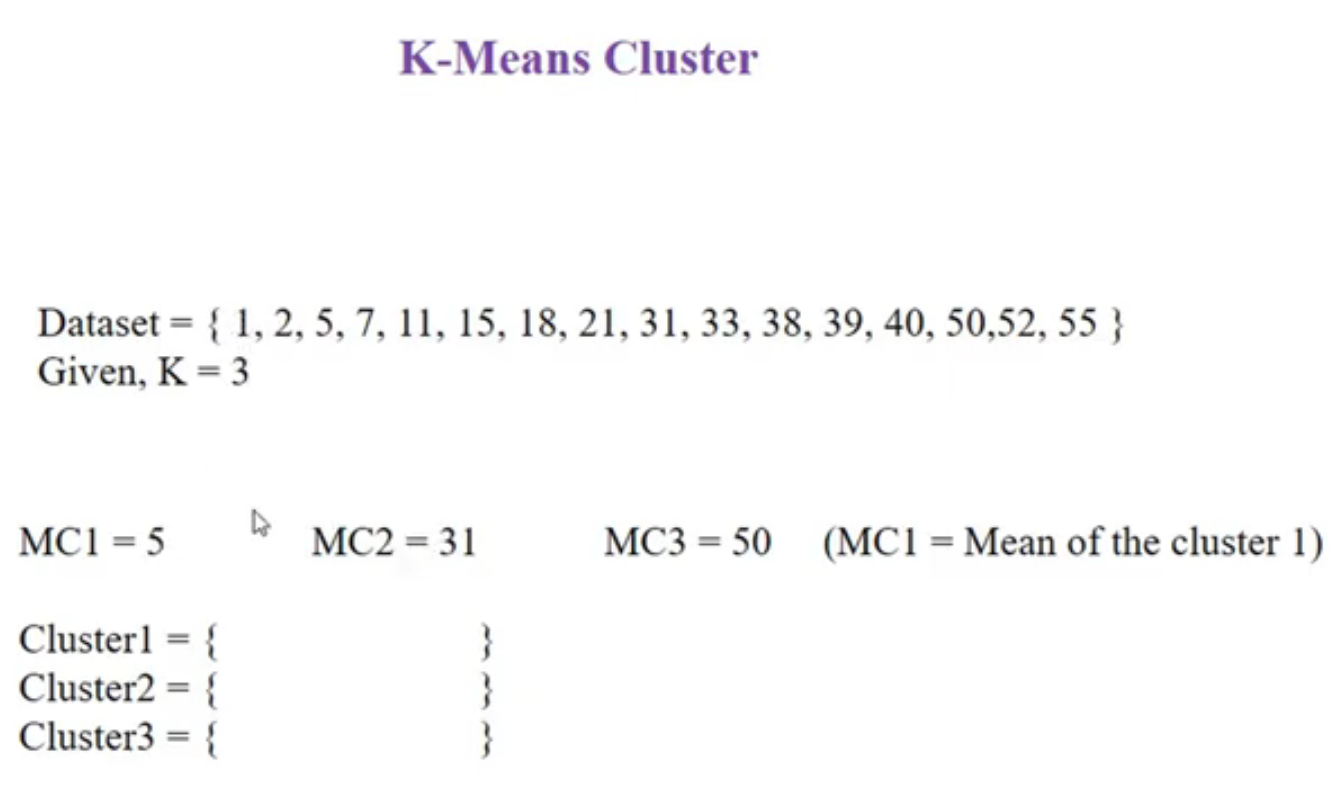 K-Means Cluster
Dataset = { 1, 2, 5, 7, 11, 15, 18, 21, 31, 33, 38, 39, 40, 50,52, 55 }
Given, K = 3
MC1 = 5 MC2 = 31 MC3 = 50 (MC1 = Mean of the cluster 1)
Cluster1 = { }
Cluster2 = { }
Cluster3 = { }